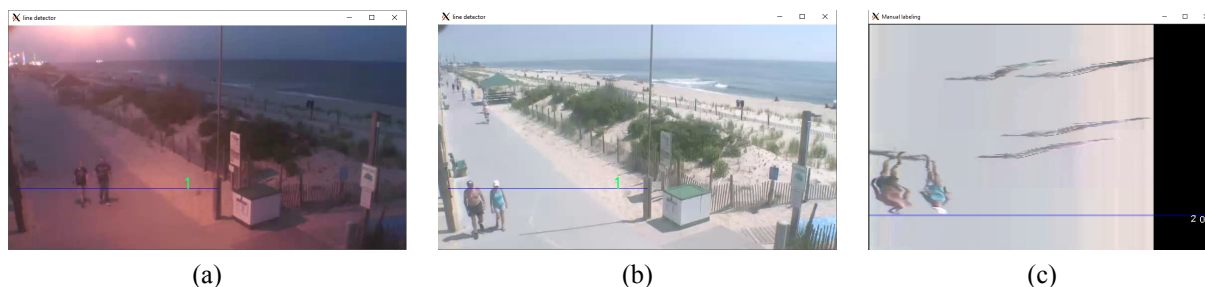 line detector
line detector
Manual labeling
1
1
2 0
(a)
(b)
(c)